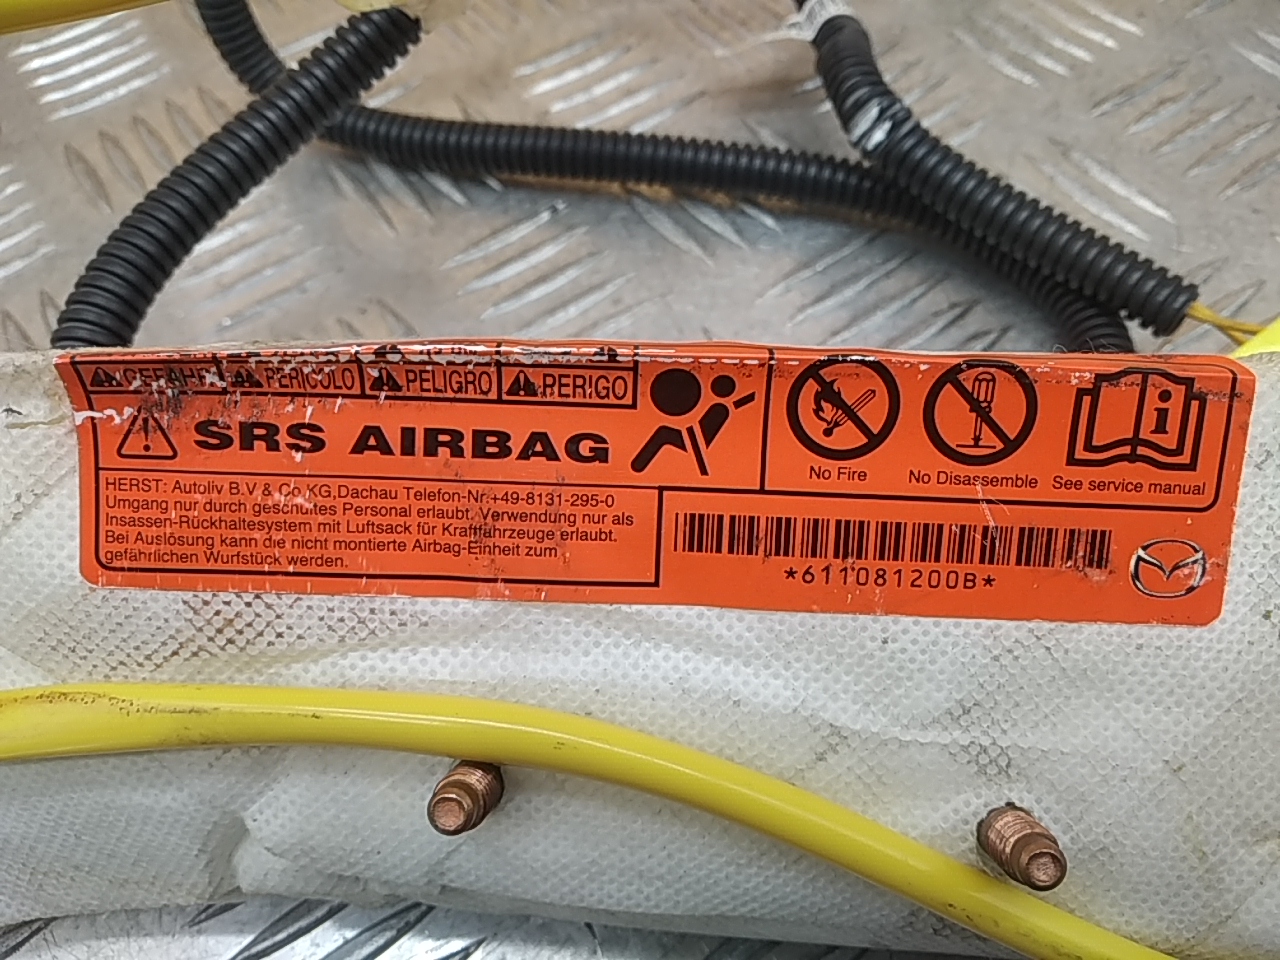 GEFAHR PERICOLO PELIGRO PERIGO
SRS AIRBAG
No Fire No Disassemble See service manual
HERST: Autoliv B.V & Co.KG,Dachau Telefon-Nr.:+49-8131-295-0
Umgang nur durch geschultes Personal erlaubt. Verwendung nur als
Insassen-Rückhaltesystem mit Luftsack für Kraftfahrzeuge erlaubt.
Bei Auslösung kann die nicht montierte Airbag-Einheit zum
gefährlichen Wurfstück werden.
*611081200B*